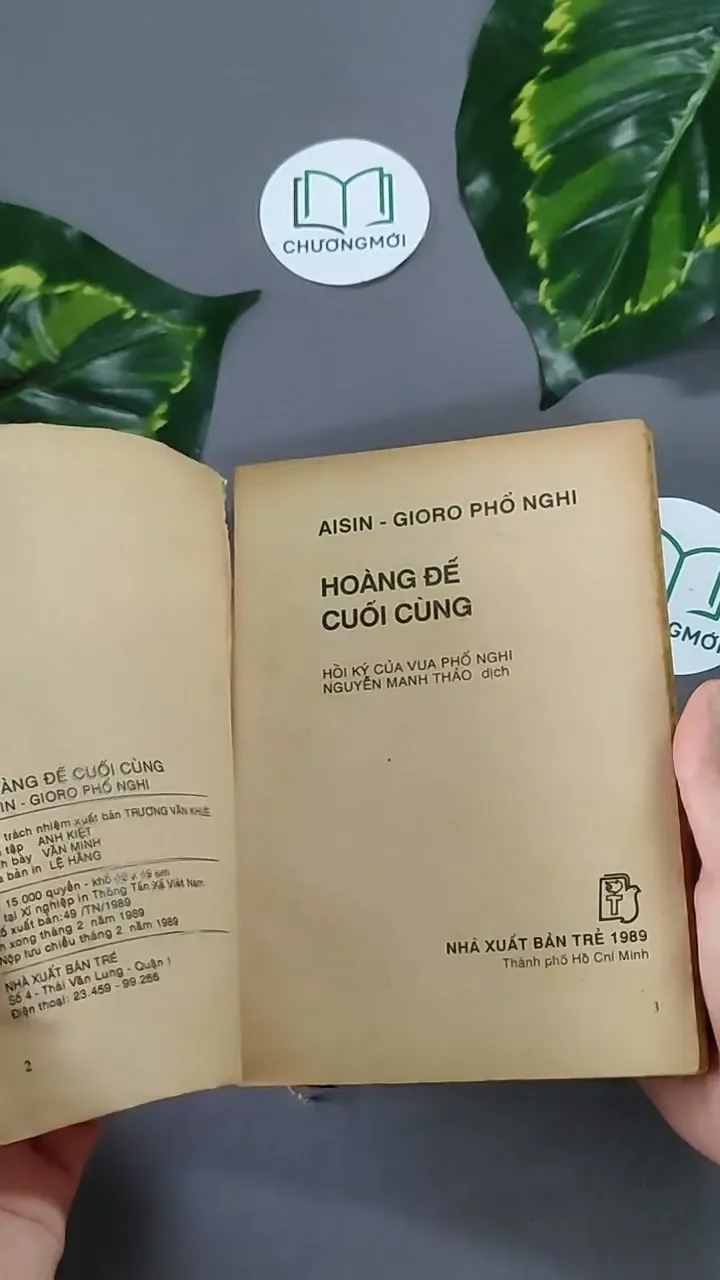 CHƯƠNGMỚI
GMỚI
AISIN - GIORO PHỔ NGHI
HOÀNG ĐẾ
CUỐI CÙNG
HỒI KÝ CỦA VUA PHỔ NGHI
NGUYỄN MANH THẢO dịch
NHÀ XUẤT BẢN TRẺ 1989
Thành phố Hồ Chí Minh
3
ÀNG ĐẾ CUỐI CÙNG
SIN - GIORO PHỔ NGHI
trách nhiệm xuất bản TRƯƠNG VĂN KHUÊ
tập ANH KIỆT
h bày VĂN MINH
bản in LỆ HẰNG
15 000 quyển - khổ
tại Xí nghiệp in Thông Tấn Xã Việt Nam
ố xuất bản: 49 /TN/1989
n xong tháng 2 năm 1989
Nộp lưu chiểu tháng 2 năm 1989
NHÀ XUẤT BẢN TRẺ
Số 4 - Thái Văn Lung - Quận 1
Điện thoại: 23.459 - 99.256
2